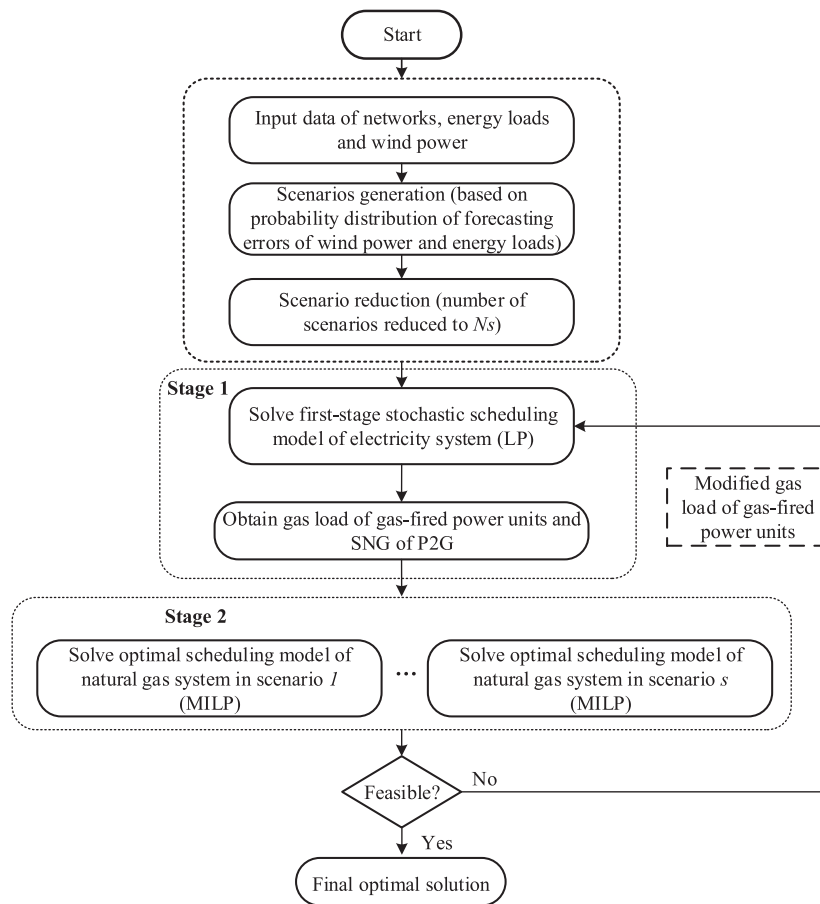 Start
Input data of networks, energy loads
and wind power
Scenarios generation (based on
probability distribution of forecasting
errors of wind power and energy loads)
Scenario reduction (number of
scenarios reduced to Ns)
Stage 1
Solve first-stage stochastic scheduling
model of electricity system (LP)
Modified gas
load of gas-fired
power units
Obtain gas load of gas-fired power units and
SNG of P2G
Stage 2
Solve optimal scheduling model of
natural gas system in scenario 1
(MILP)
...
Solve optimal scheduling model of
natural gas system in scenario s
(MILP)
Feasible?
No
Yes
Final optimal solution